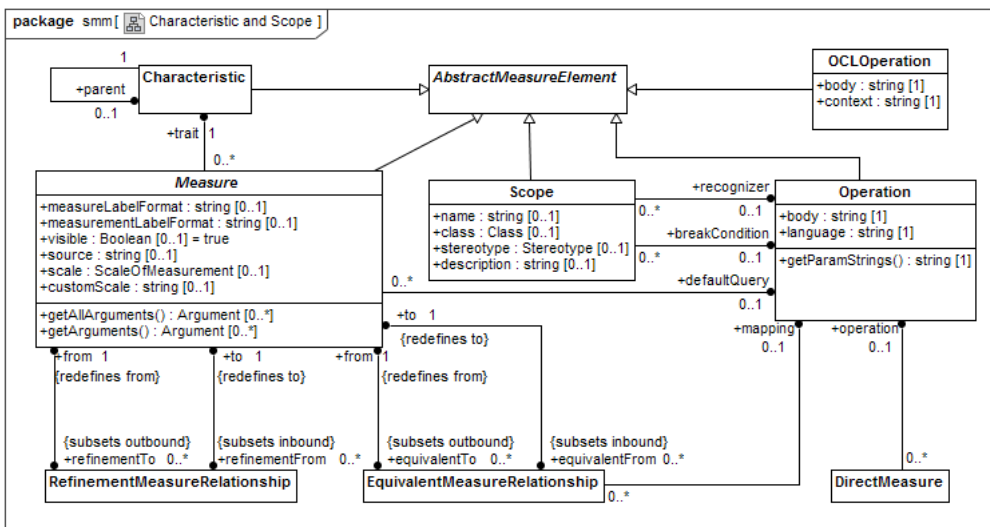 package smm[ Characteristic and Scope ]
1
+parent
0..1
Characteristic
AbstractMeasureElement
OCLOperation
+body : string [1]
+context : string [1]
+trait 1
0..*
Measure
+measureLabelFormat : string [0..1]
+measurementLabelFormat : string [0..1]
+visible : Boolean [0..1] = true
+source : string [0..1]
+scale : ScaleOfMeasurement [0..1]
+customScale : string [0..1]
+getAllArguments() : Argument [0..*]
+getArguments() : Argument [0..*]
Scope
+name : string [0..1]
+class : Class [0..1]
+stereotype : Stereotype [0..1]
+description : string [0..1]
+recognizer
0..*
0..1
+breakCondition
0..*
0..1
0..*
+defaultQuery
0..1
Operation
+body : string [1]
+language : string [1]
+getParamStrings() : string [1]
+to 1
{redefines to}
+mapping
0..1
+operation
0..1
+from 1
{redefines from}
+to 1
{redefines to}
+from 1
{redefines from}
{subsets outbound}
+refinementTo 0..*
{subsets inbound}
+refinementFrom 0..*
{subsets outbound}
+equivalentTo 0..*
{subsets inbound}
+equivalentFrom 0..*
0..*
RefinementMeasureRelationship
EquivalentMeasureRelationship
0..*
DirectMeasure